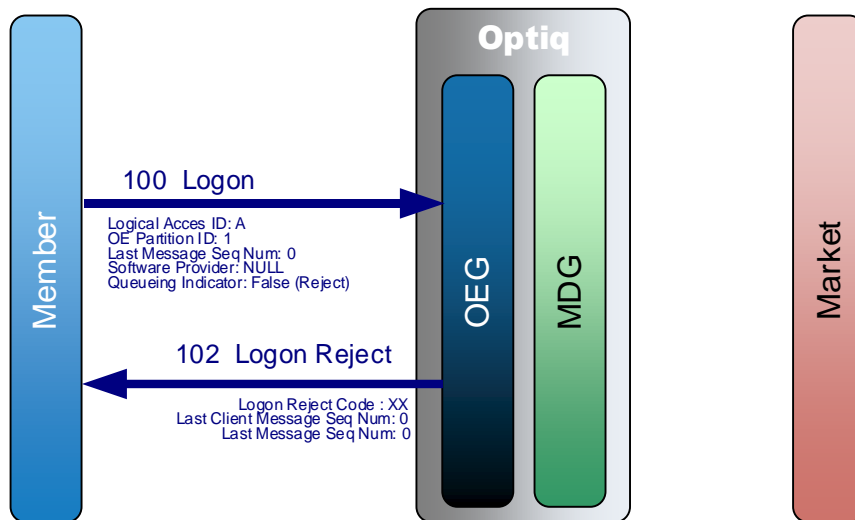 Optiq
Member
100 Logon
Logical Acces ID: A
OE Partition ID: 1
Last Message Seq Num: 0
Software Provider: NULL
Queueing Indicator: False (Reject)
OEG
MDG
Market
102 Logon Reject
Logon Reject Code : XX
Last Client Message Seq Num: 0
Last Message Seq Num: 0